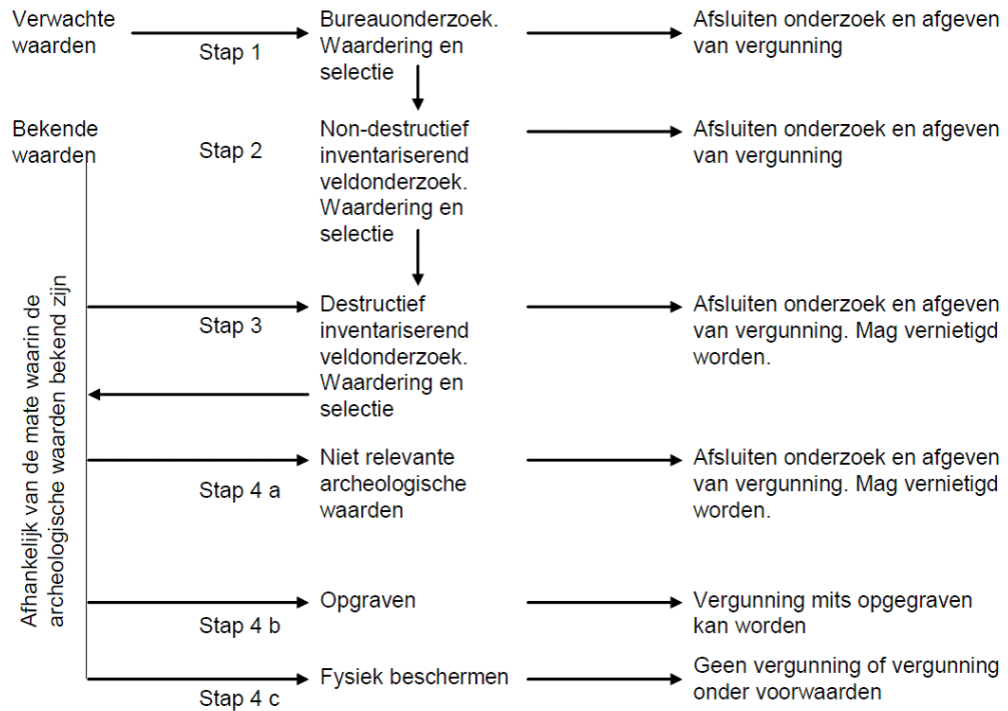 Verwachte
waarden
Stap 1
Bureauonderzoek.
Waardering en
selectie
Afsluiten onderzoek en afgeven
van vergunning
Bekende
waarden
Stap 2
Non-destructief
inventariserend
veldonderzoek.
Waardering en
selectie
Afsluiten onderzoek en afgeven
van vergunning
Afhankelijk van de mate waarin de
archeologische waarden bekend zijn
Stap 3
Destructief
inventariserend
veldonderzoek.
Waardering en
selectie
Afsluiten onderzoek en afgeven
van vergunning. Mag vernietigd
worden.
Stap 4 a
Niet relevante
archeologische
waarden
Afsluiten onderzoek en afgeven
van vergunning. Mag vernietigd
worden.
Stap 4 b
Opgraven
Vergunning mits opgegraven
kan worden
Stap 4 c
Fysiek beschermen
Geen vergunning of vergunning
onder voorwaarden